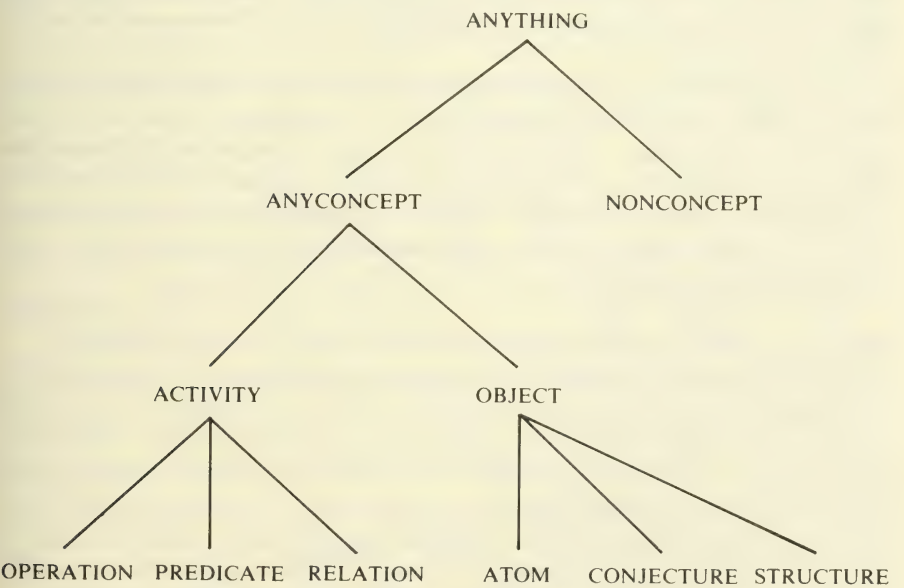 ANYTHING
ANYCONCEPT NONCONCEPT
ACTIVITY OBJECT
OPERATION PREDICATE RELATION ATOM CONJECTURE STRUCTURE